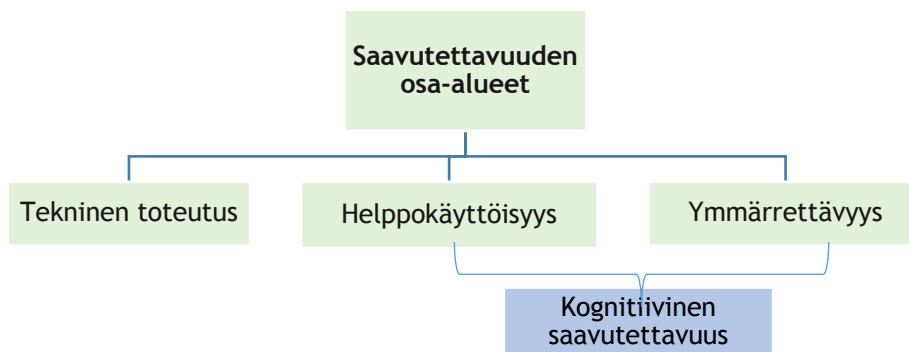 Saavutettavuuden
osa-alueet
Tekninen toteutus
Helppokäyttöisyys
Ymmärrettävyys
Kognitiivinen
saavutettavuus